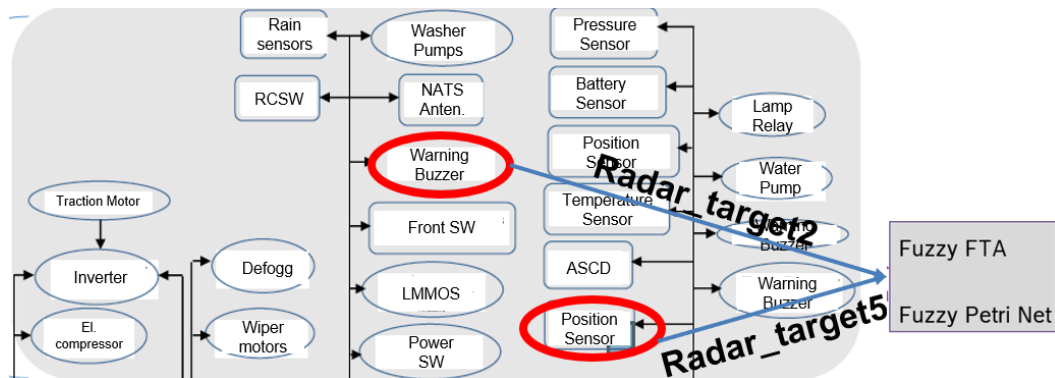 Rain
sensors
Washer
Pumps
Pressure
Sensor
RCSW
NATS
Anten.
Battery
Sensor
Lamp
Relay
Warning
Buzzer
Position
Sensor
Water
Pump
Radar_target2
Traction Motor
Temperature
Sensor
Front SW
Warning
Buzzer
Fuzzy FTA
Inverter
Defogg
ASCD
LMMOS
Warning
Buzzer
Fuzzy Petri Net
El.
compressor
Wiper
motors
Power
SW
Position
Sensor
Radar_target5